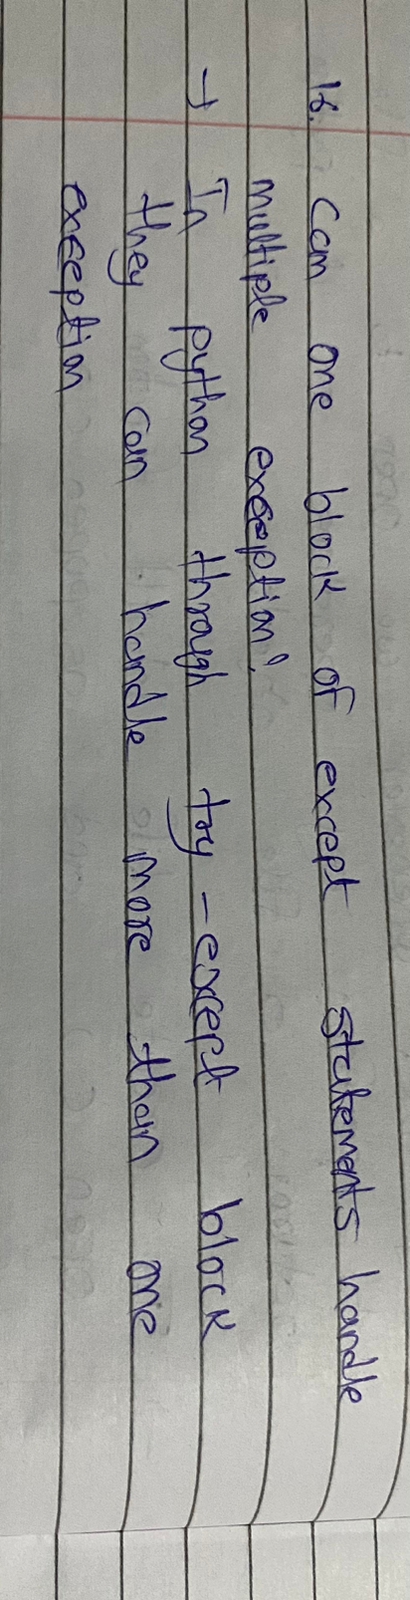 16. Can one block of except statements handle
multiple exception?
→ In python through try-except block
they can handle more than one
exception